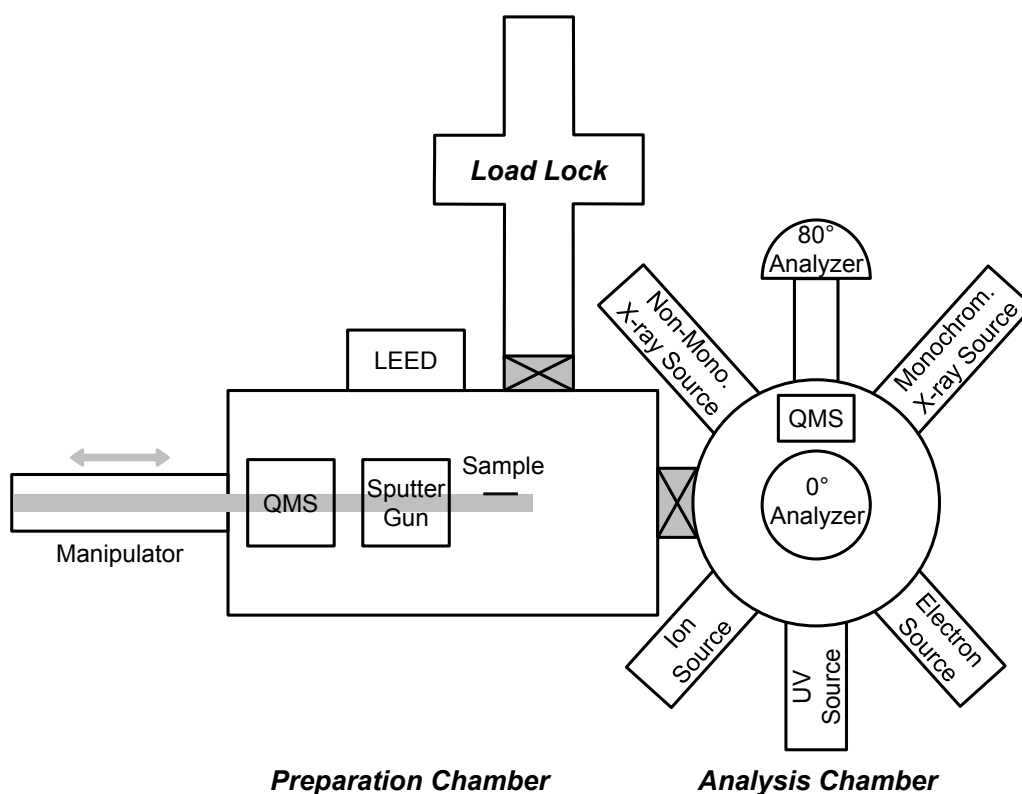 Load Lock
80°
Analyzer
Non-Mono.
X-ray Source
Monochrom.
X-ray Source
LEED
QMS
QMS
Sputter
Gun
Sample
0°
Analyzer
Manipulator
Ion
Source
UV
Source
Electron
Source
Preparation Chamber
Analysis Chamber